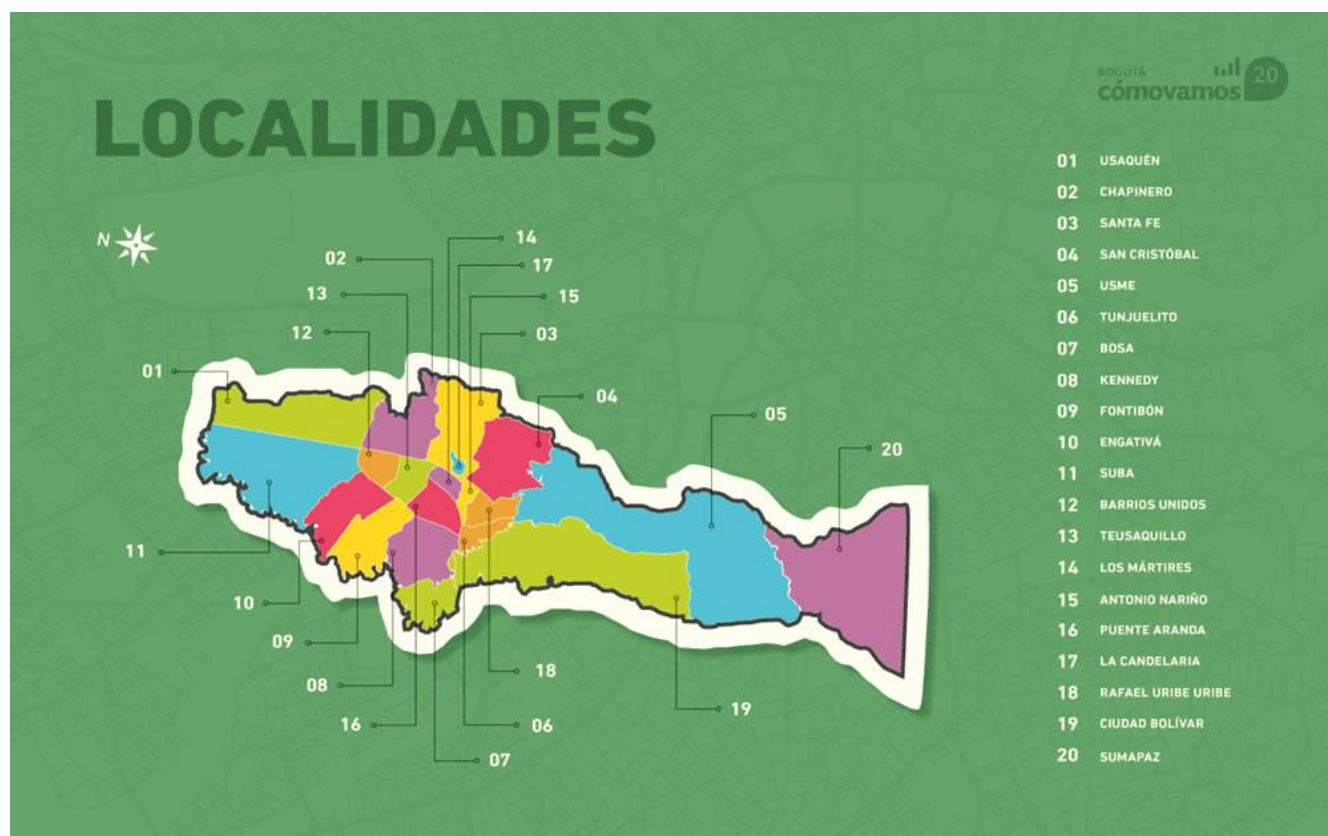 BOGOTÁ
cómovamos 20
LOCALIDADES
N
14
02
17
13
15
12
03
01
04
05
20
11
10
09
18
08
19
16
06
07
01 USAQUÉN
02 CHAPINERO
03 SANTA FE
04 SAN CRISTÓBAL
05 USME
06 TUNJUELITO
07 BOSA
08 KENNEDY
09 FONTIBÓN
10 ENGATIVÁ
11 SUBA
12 BARRIOS UNIDOS
13 TEUSAQUILLO
14 LOS MÁRTIRES
15 ANTONIO NARIÑO
16 PUENTE ARANDA
17 LA CANDELARIA
18 RAFAEL URIBE URIBE
19 CIUDAD BOLÍVAR
20 SUMAPAZ